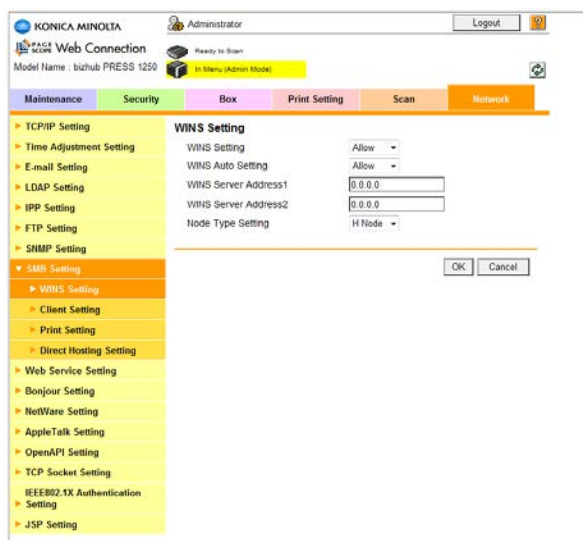 KONICA MINOLTA
Administrator
Logout
?
PAGE SCOPE Web Connection
Ready to Scan
Model Name : bizhub PRESS 1250
In Menu (Admin Mode)
Maintenance
Security
Box
Print Setting
Scan
Network
TCP/IP Setting
Time Adjustment Setting
E-mail Setting
LDAP Setting
IPP Setting
FTP Setting
SNMP Setting
SMB Setting
WINS Setting
Client Setting
Print Setting
Direct Hosting Setting
Web Service Setting
Bonjour Setting
NetWare Setting
AppleTalk Setting
OpenAPI Setting
TCP Socket Setting
IEEE802.1X Authentication
Setting
JSP Setting
WINS Setting
WINS Setting Allow
WINS Auto Setting Allow
WINS Server Address1 0.0.0.0
WINS Server Address2 0.0.0.0
Node Type Setting H Node
OK Cancel